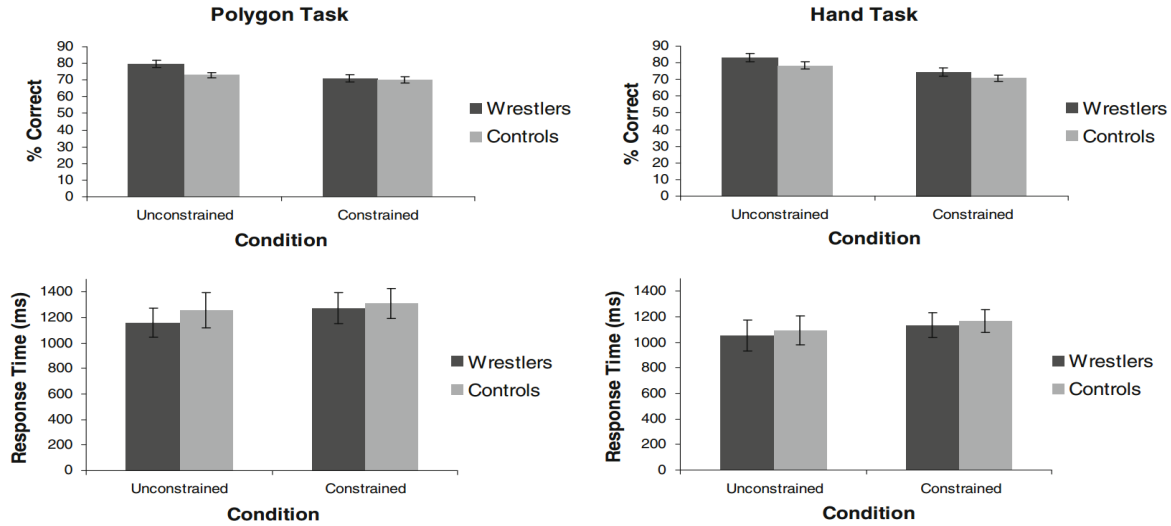 Polygon Task
% Correct
90
80
70
60
50
40
30
20
10
0
Unconstrained
Constrained
Condition
Wrestlers
Controls
Hand Task
% Correct
90
80
70
60
50
40
30
20
10
0
Unconstrained
Constrained
Condition
Wrestlers
Controls
Response Time (ms)
1400
1200
1000
800
600
400
200
0
Unconstrained
Constrained
Condition
Wrestlers
Controls
Response Time (ms)
1400
1200
1000
800
600
400
200
0
Unconstrained
Constrained
Condition
Wrestlers
Controls